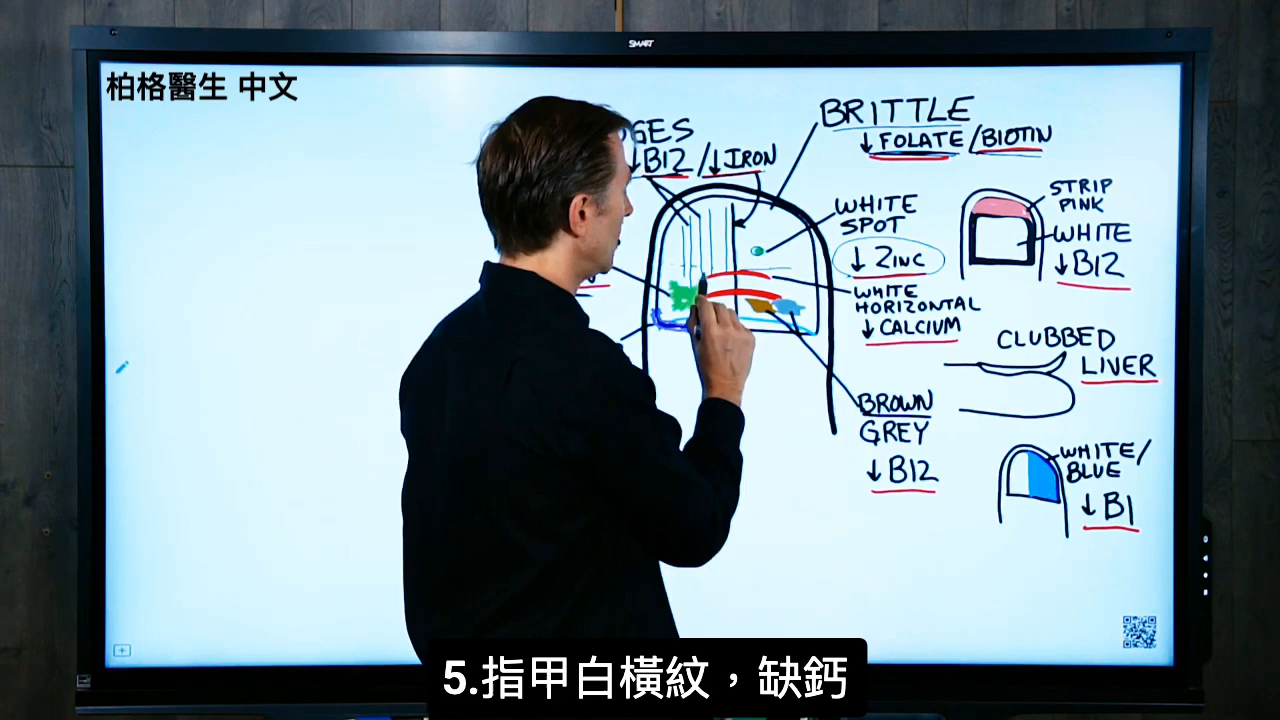 SMART
柏格醫生 中文
GES
↓B12 /↓IRON
BRITTLE
↓FOLATE/BIOTIN
WHITE
SPOT
↓ ZINC
WHITE
HORIZONTAL
↓CALCIUM
BROWN
GREY
↓B12
STRIP
PINK
WHITE
↓B12
CLUBBED
LIVER
WHITE/
BLUE
↓B1
5.指甲白橫紋，缺鈣